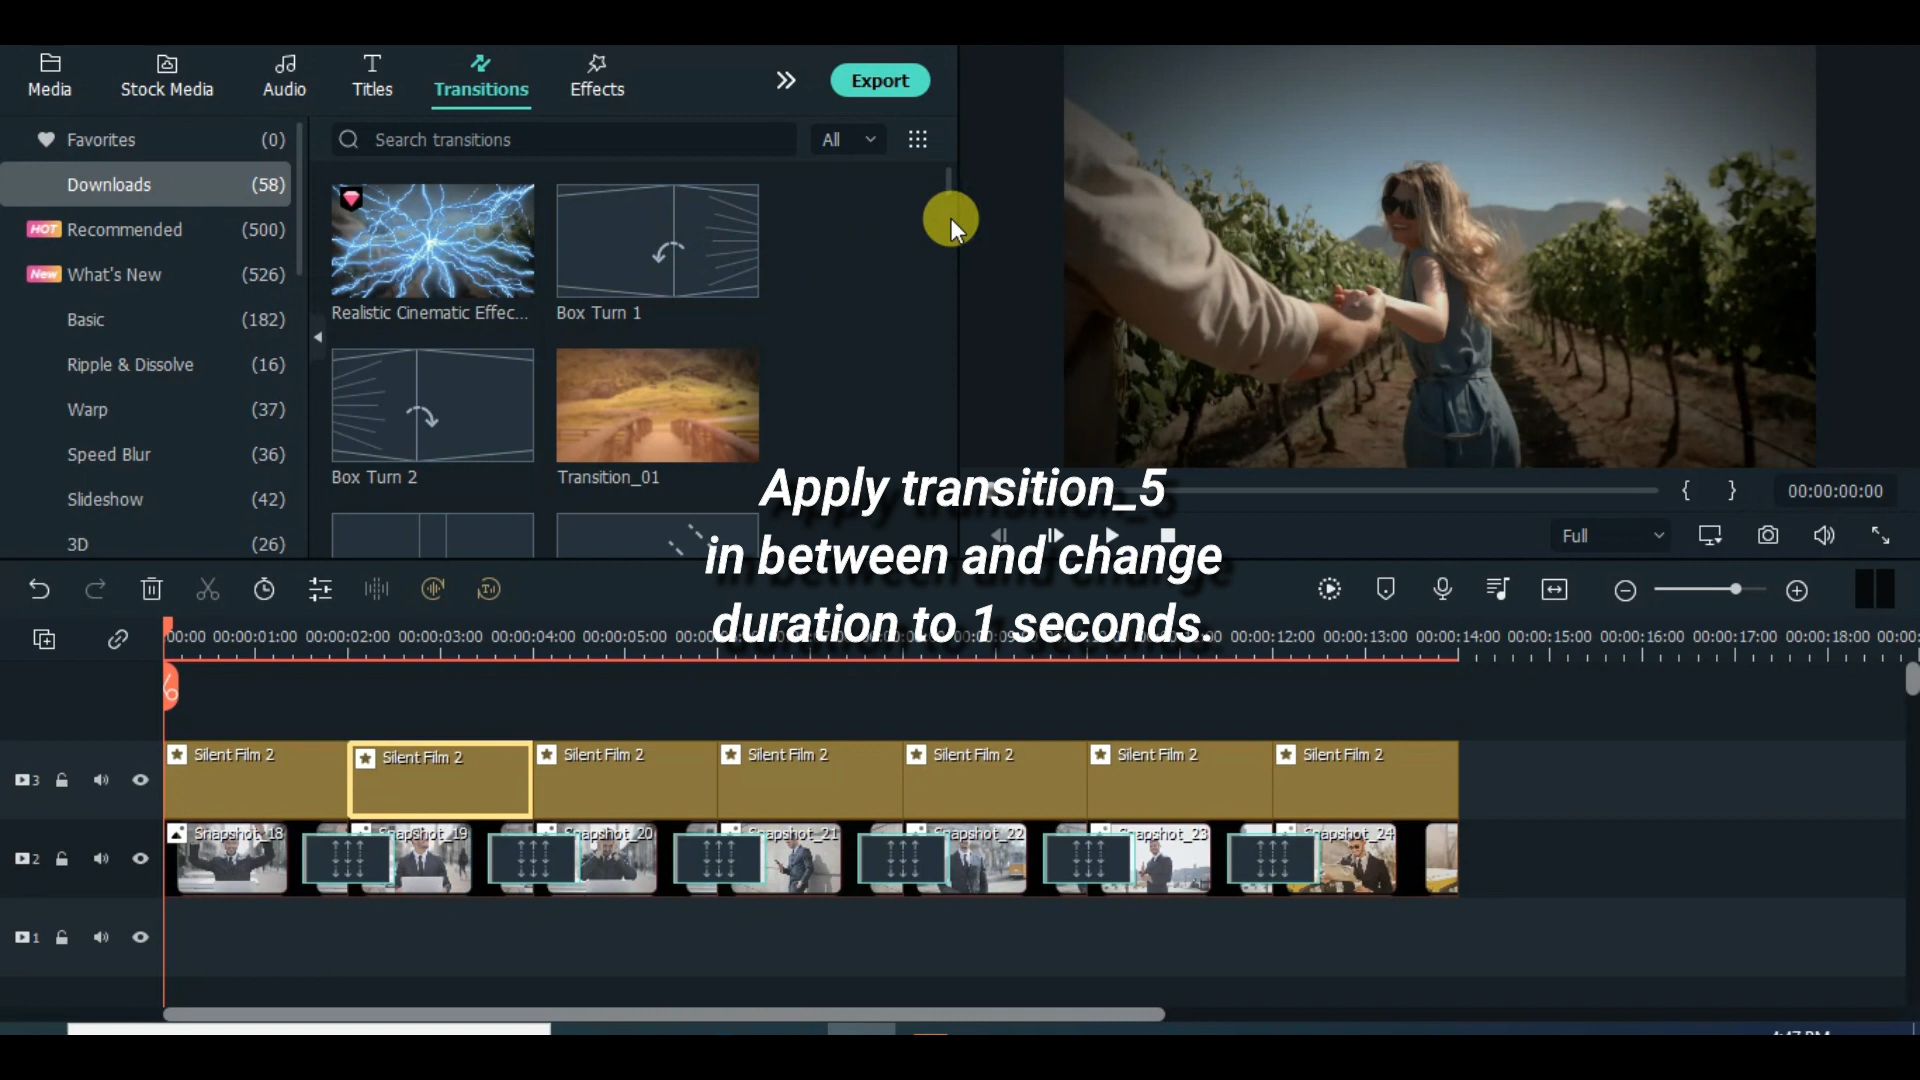 Media
Stock Media
Audio
Titles
Transitions
Effects
Export
Favorites (0)
Search transitions
All
Downloads (58)
HOT Recommended (500)
New What's New (526)
Basic (182)
Ripple & Dissolve (16)
Warp (37)
Speed Blur (36)
Slideshow (42)
3D (26)
Realistic Cinematic Effec...
Box Turn 1
Box Turn 2
Transition_01
Apply transition_5
in between and change
duration to 1 seconds.
{ } 00:00:00:00
Full
00:00 00:00:01:00 00:00:02:00 00:00:03:00 00:00:04:00 00:00:05:00 00:00:12:00 00:00:13:00 00:00:14:00 00:00:15:00 00:00:16:00 00:00:17:00 00:00:18:00
3 Silent Film 2 Silent Film 2 Silent Film 2 Silent Film 2 Silent Film 2 Silent Film 2 Silent Film 2
2 Snapshot_18 Snapshot_19 Snapshot_20 Snapshot_21 Snapshot_22 Snapshot_23 Snapshot_24
1